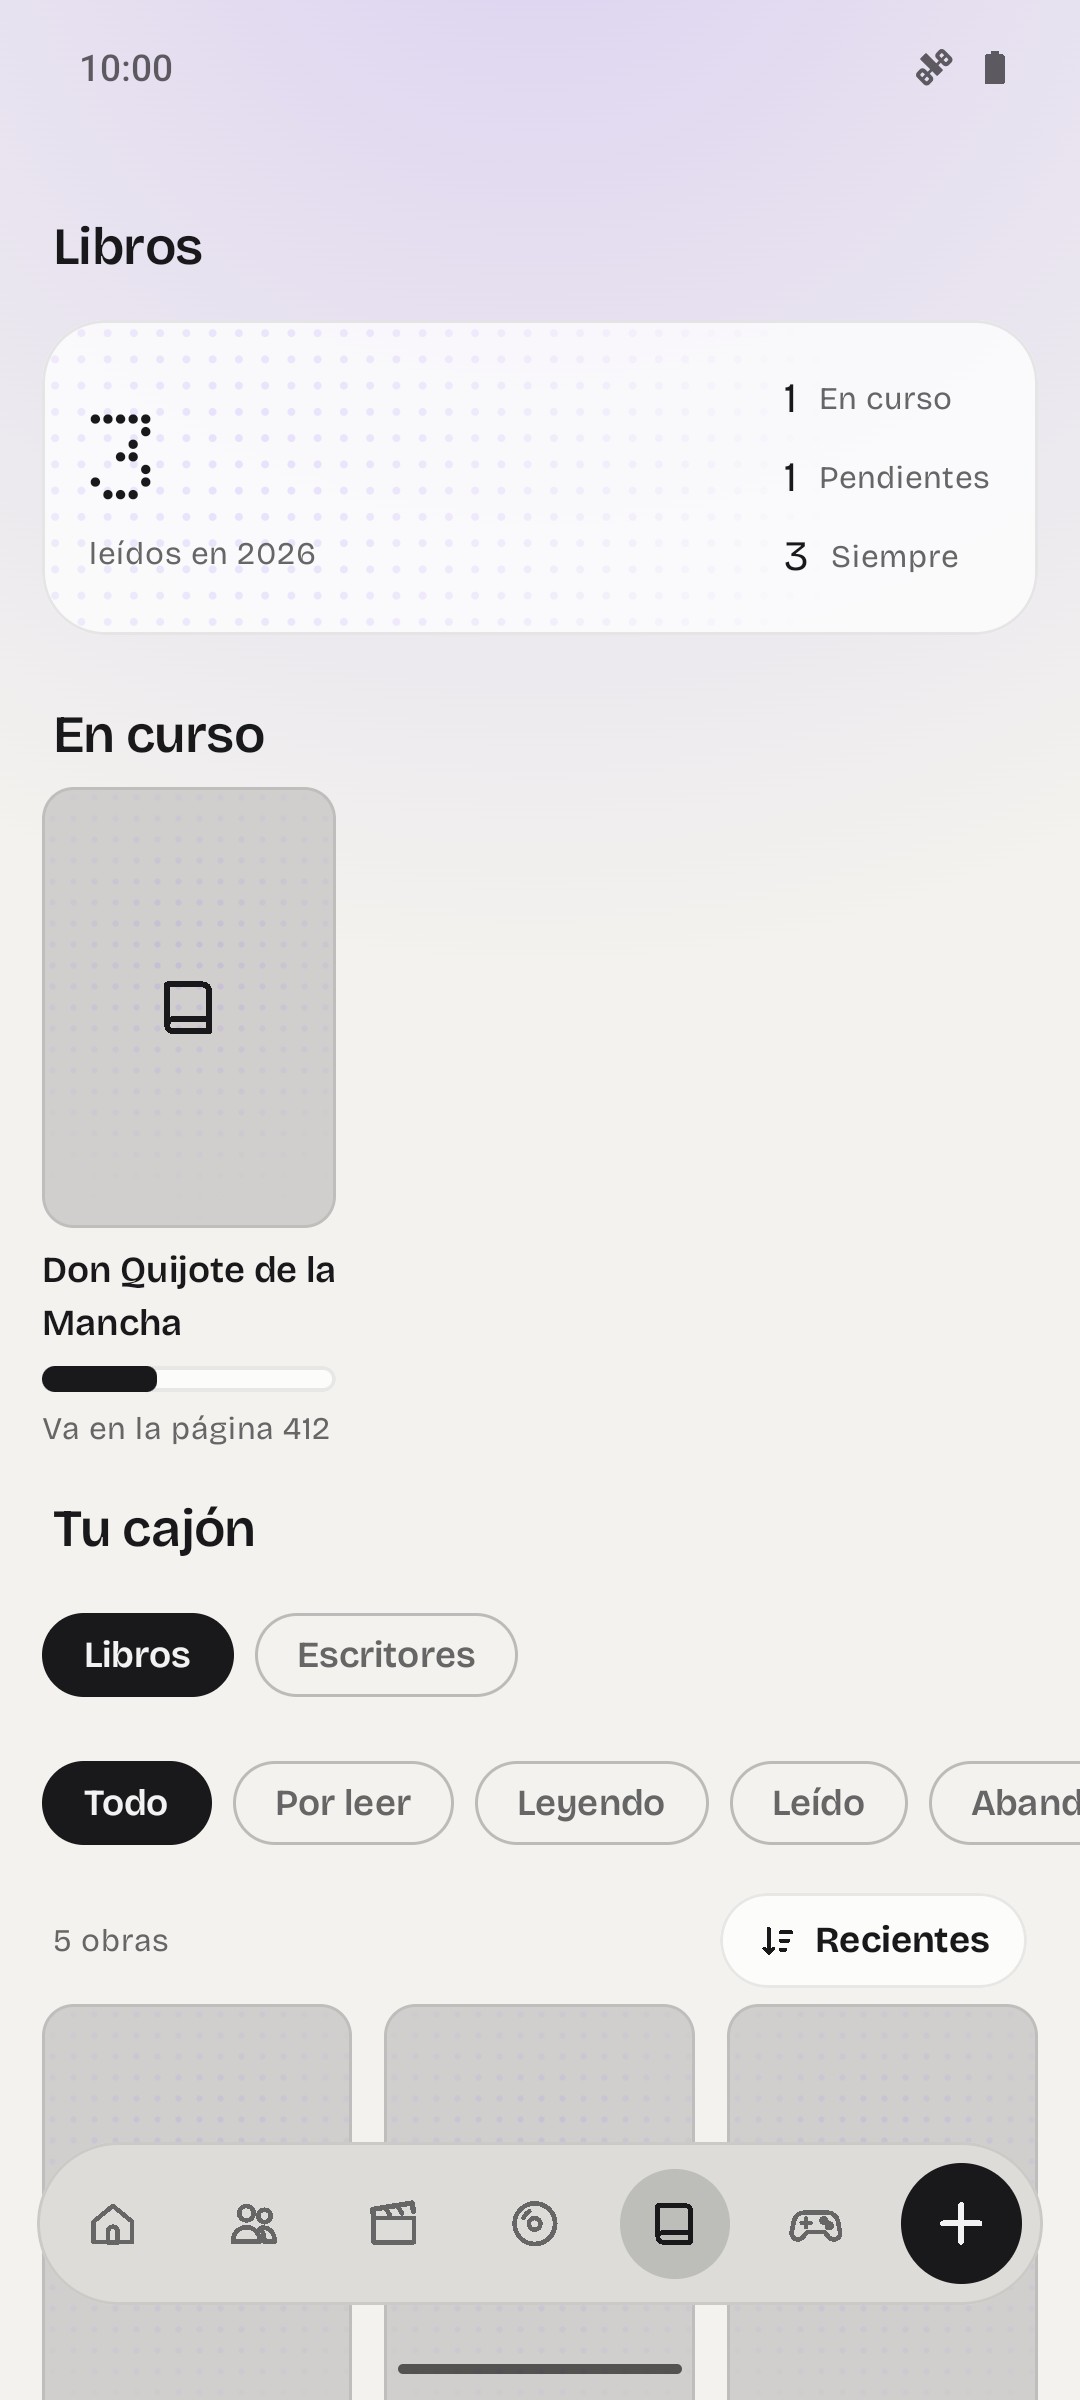 10:00
Libros
3
leídos en 2026
1 En curso
1 Pendientes
3 Siempre
En curso
Don Quijote de la
Mancha
Va en la página 412
Tu cajón
Libros
Escritores
Todo
Por leer
Leyendo
Leído
Aband
5 obras
Recientes